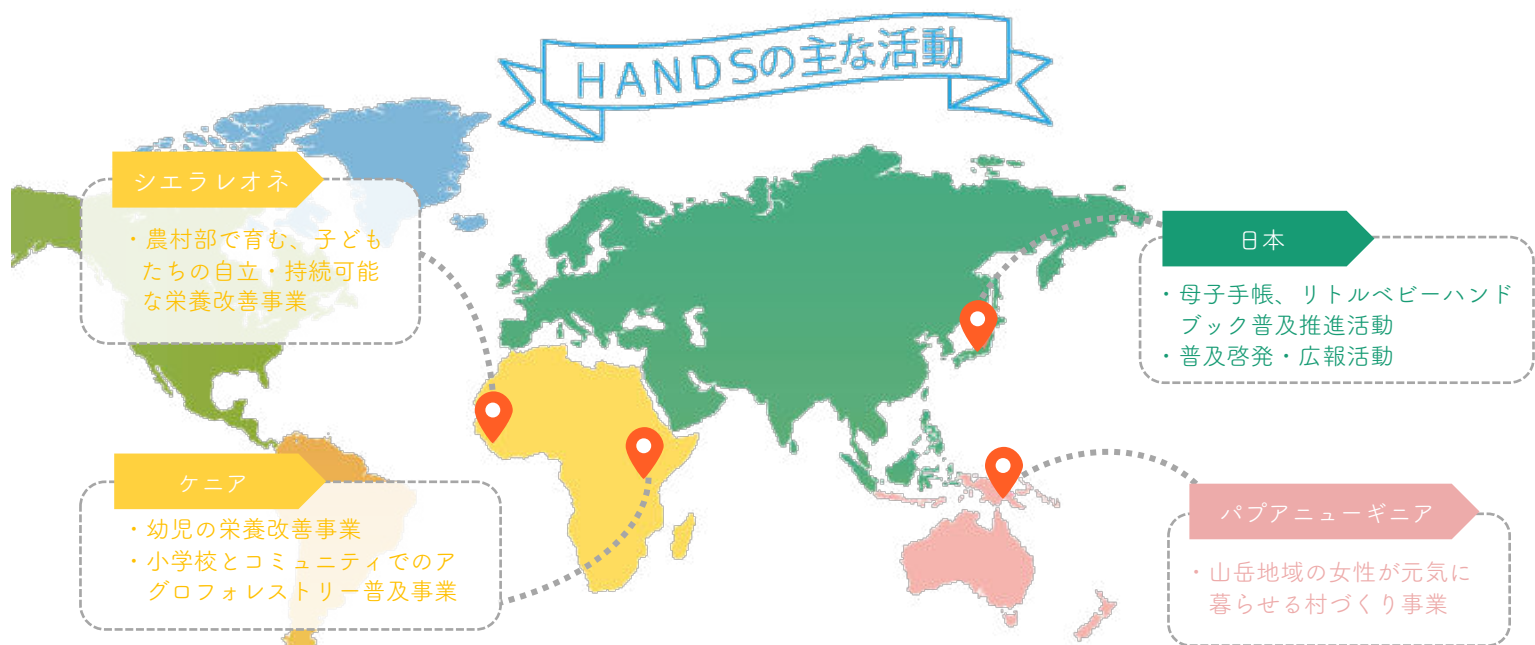 HANDSの主な活動
シエラレオネ
・農村部で育む、子ども
たちの自立・持続可能
な栄養改善事業
日本
・母子手帳、リトルベビーハンド
ブック普及推進活動
・普及啓発・広報活動
ケニア
・幼児の栄養改善事業
・小学校とコミュニティでのア
グロフォレストリー普及事業
パプアニューギニア
・山岳地域の女性が元気に
暮らせる村づくり事業